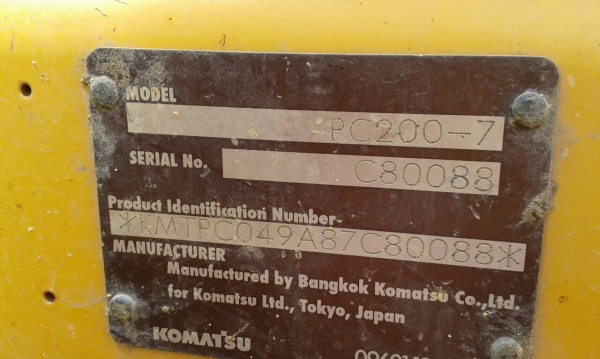 MODEL
PC200-7
SERIAL No.
C80088
Product Identification Number
*KMTPC049A87C80088*
MANUFACTURER
Manufactured by Bangkok Komatsu Co.,Ltd.
for Komatsu Ltd., Tokyo, Japan
KOMATSU